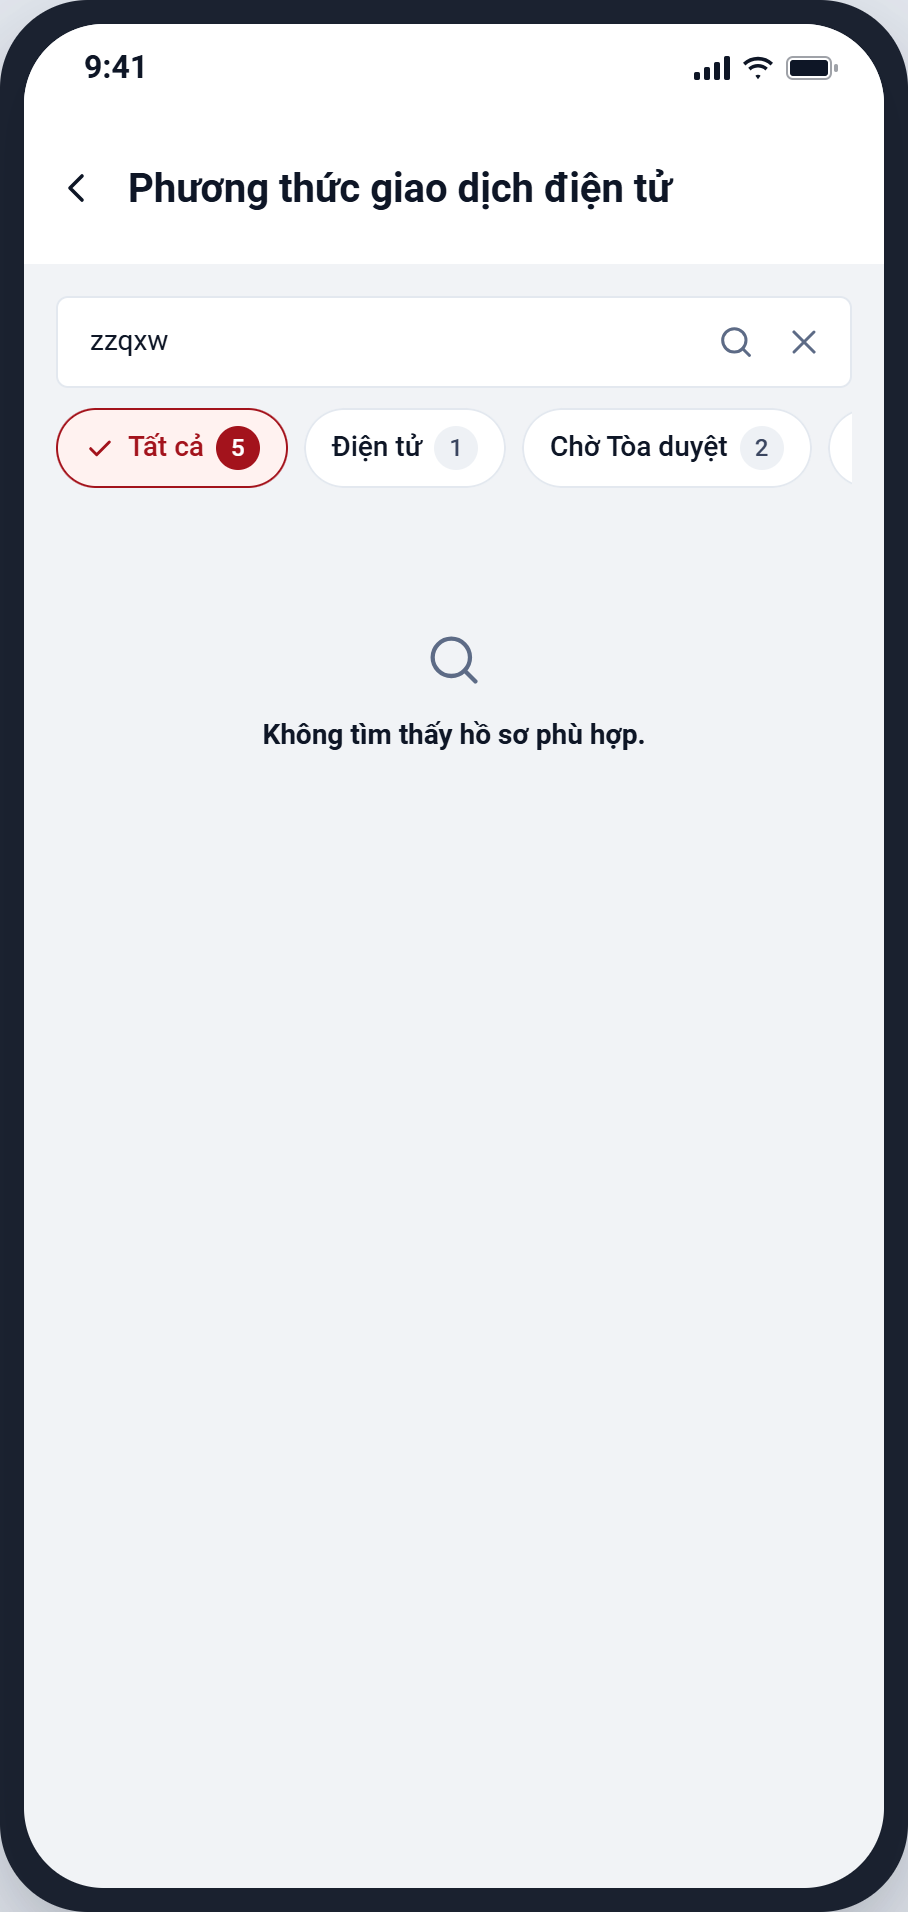 9:41
Phương thức giao dịch điện tử
zzqxw
Tất cả 5 Điện tử 1 Chờ Tòa duyệt 2
Không tìm thấy hồ sơ phù hợp.